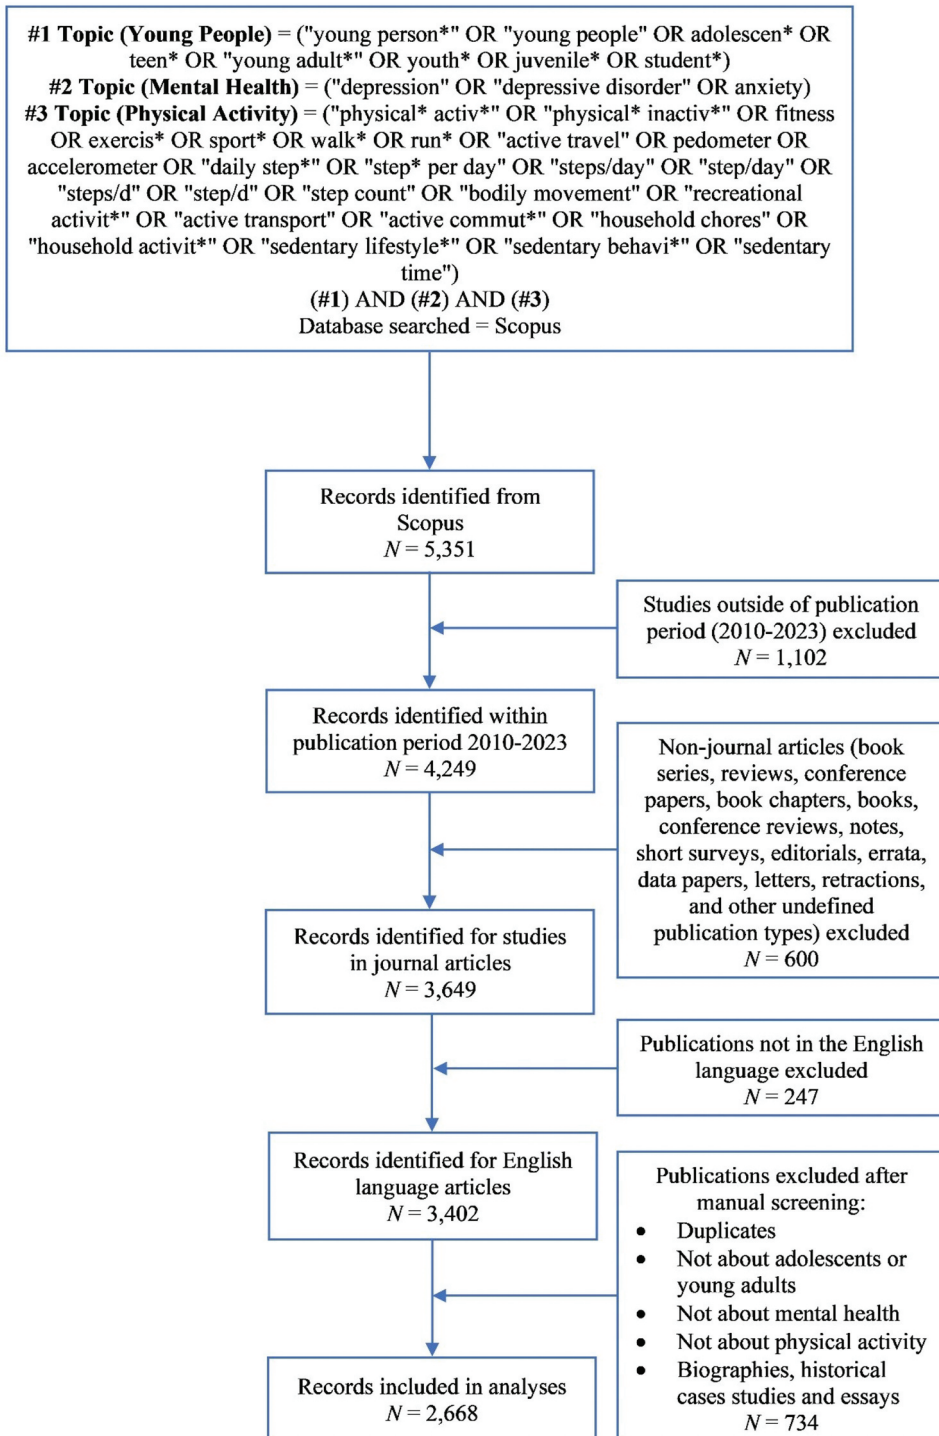 #1 Topic (Young People) = ("young person*" OR "young people" OR adolescen* OR
teen* OR "young adult*" OR youth* OR juvenile* OR student*)
#2 Topic (Mental Health) = ("depression" OR "depressive disorder" OR anxiety)
#3 Topic (Physical Activity) = ("physical* activ*" OR "physical* inactiv*" OR fitness
OR exercis* OR sport* OR walk* OR run* OR "active travel" OR pedometer OR
accelerometer OR "daily step*" OR "step* per day" OR "steps/day" OR "step/day" OR
"steps/d" OR "step/d" OR "step count" OR "bodily movement" OR "recreational
activit*" OR "active transport" OR "active commut*" OR "household chores" OR
"household activit*" OR "sedentary lifestyle*" OR "sedentary behavi*" OR "sedentary
time")
(#1) AND (#2) AND (#3)
Database searched = Scopus
Records identified from
Scopus
N = 5,351
Studies outside of publication
period (2010-2023) excluded
N = 1,102
Records identified within
publication period 2010-2023
N = 4,249
Non-journal articles (book
series, reviews, conference
papers, book chapters, books,
conference reviews, notes,
short surveys, editorials, errata,
data papers, letters, retractions,
and other undefined
publication types) excluded
N = 600
Records identified for studies
in journal articles
N = 3,649
Publications not in the English
language excluded
N = 247
Records identified for English
language articles
N = 3,402
Publications excluded after
manual screening:
• Duplicates
• Not about adolescents or
young adults
• Not about mental health
• Not about physical activity
• Biographies, historical
cases studies and essays
N = 734
Records included in analyses
N = 2,668